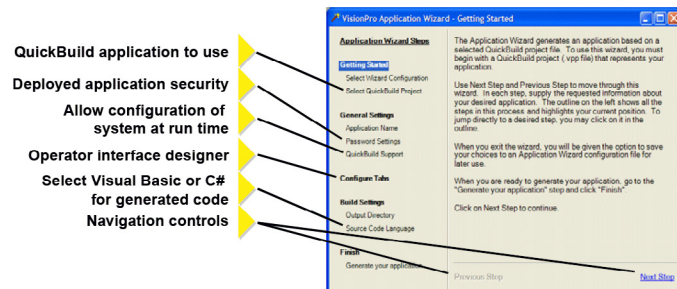 QuickBuild application to use
Deployed application security
Allow configuration of
system at run time
Operator interface designer
Select Visual Basic or C#
for generated code
Navigation controls
VisionPro Application Wizard - Getting Started
Application Wizard Steps
Getting Started
Select Wizard Configuration
Select QuickBuild Project
General Settings
Application Name
Password Settings
QuickBuild Support
Configure Tabs
Build Settings
Output Directory
Source Code Language
Finish
Generate your application
The Application Wizard generates an application based on a
selected QuickBuild project file. To use this wizard, you must
begin with a QuickBuild project (.vpp file) that represents your
application.
Use Next Step and Previous Step to move through this
wizard. In each step, supply the requested information about
your desired application. The outline on the left shows all the
steps in this process and highlights your current position. To
jump directly to a desired step, you may click on it in the
outline.
When you exit the wizard, you will be given the option to save
your choices to an Application Wizard configuration file for
later use.
When you are ready to generate your application, go to the
"Generate your application" step and click "Finish".
Click on Next Step to continue.
Previous Step
Next Step